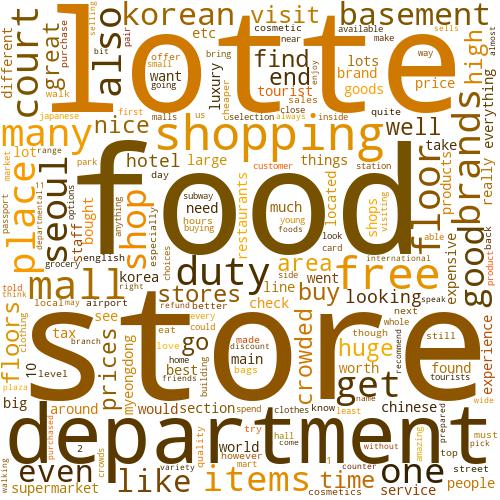 lotte
food
store
department
shopping
korean visit basement
cosmetic near available make
etc find offer lots way
also
great
court
different
want
small
going
end
brand
goods
price
high
luxury
tourist
sales
bring
cheaper
close
sells
selling
purchase
bit
walk
lot
japanese
first
malls
us
selection
always
inside
quite
enjoy
almost
everything
many nice
well
brands
hotel large things
take
really
place
seoul
range
market
park
day
customer
station
passport
departmental
options
staff
bought
shop
especially
restaurants
located
shops
visiting
floor
products
good
subway
need
hours
buying
much
young
foods
look
card
able
expensive
back
product
anything
english
grocery
korea
choices
right
duty
free
area
international
mall
stores
line
side
went
buy
looking
next
speak
told
think
local
may
airport
refund
better
check
floors
clothing
tax
see
prices
myeongdong
go
every
could
crowded
huge
though
whole
still
experience
wide
branch
eat
love
made
discount
main
bags
get
worth
found
tourists
recommend
10
level
home
best
friends
building
plaza
big
around
would
section
spend
clothes
know
least
name
chinese
prepared
amazing
top
street
must
walking
even
purchased
2
crowds
like
variety
quality
world
however
mart
items
try
hall
come
1
counter
cosmetics
without
time
one
service
supermarket
people